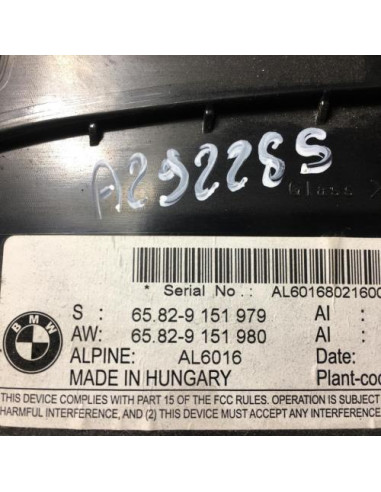 A292285
Glass
* Serial No.: AL60168021600
BMW
S : 65.82-9 151 979 AI :
AW: 65.82-9 151 980 AI :
ALPINE: AL6016
MADE IN HUNGARY Plant-cod
THIS DEVICE COMPLIES WITH PART 15 OF THE FCC RULES. OPERATION IS SUBJECT
HARMFUL INTERFERENCE, AND (2) THIS DEVICE MUST ACCEPT ANY INTERFERENCE